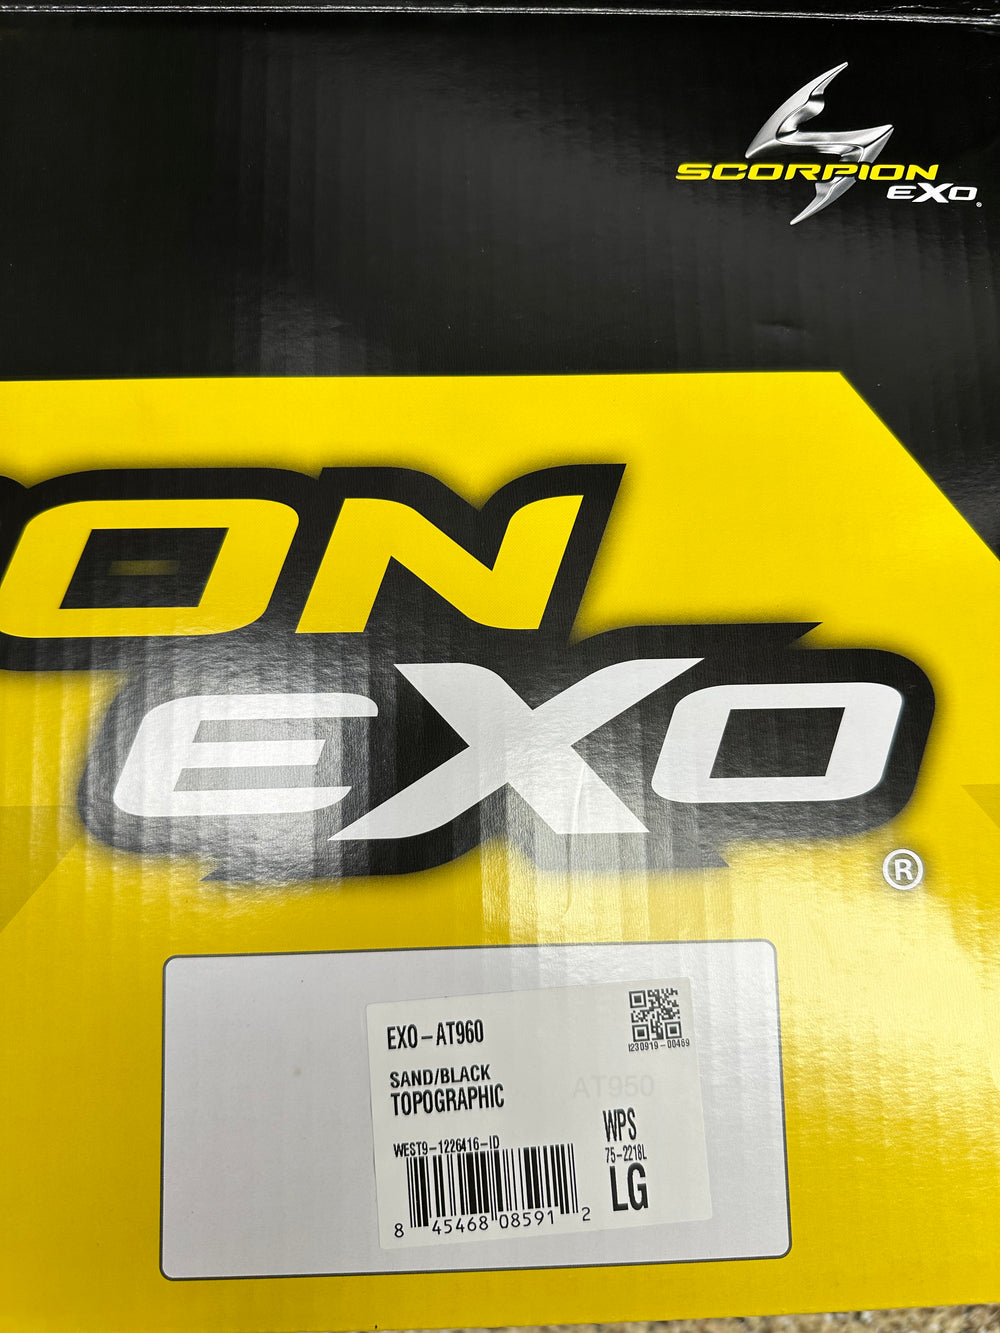 SCORPION
EXO®
ON
EXO®
EXO-AT960
I230919-00469
SAND/BLACK
TOPOGRAPHIC
AT950
WPS
WEST9-1226416-ID
75-2218L
LG
8 45468 08591 2